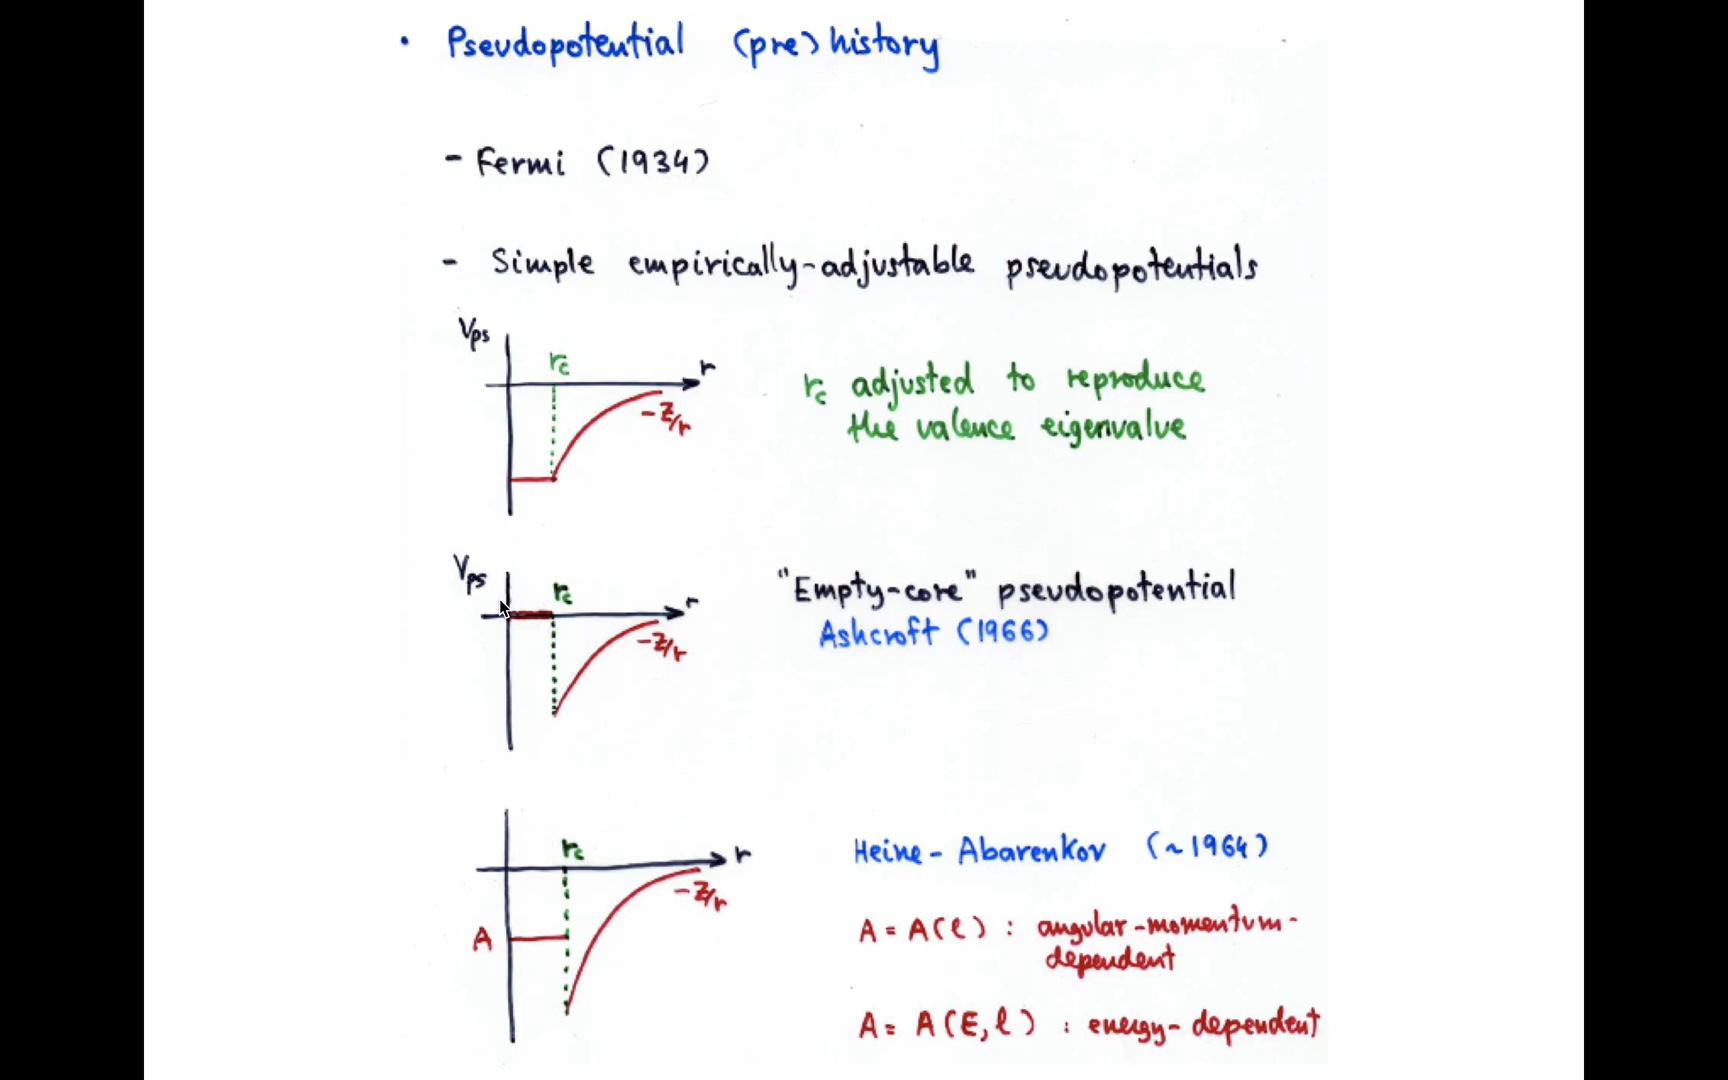 • Pseudopotential (pre)history
- Fermi (1934)
- Simple empirically-adjustable pseudopotentials
Vps
rc
r
-Z/r
rc adjusted to reproduce
the valence eigenvalue
Vps
rc
r
-Z/r
"Empty-core" pseudopotential
Ashcroft (1966)
rc
r
-Z/r
A
Heine-Abarenkov (~1964)
A = A(ℓ) : angular-momentum-
dependent
A = A(E,ℓ) : energy-dependent